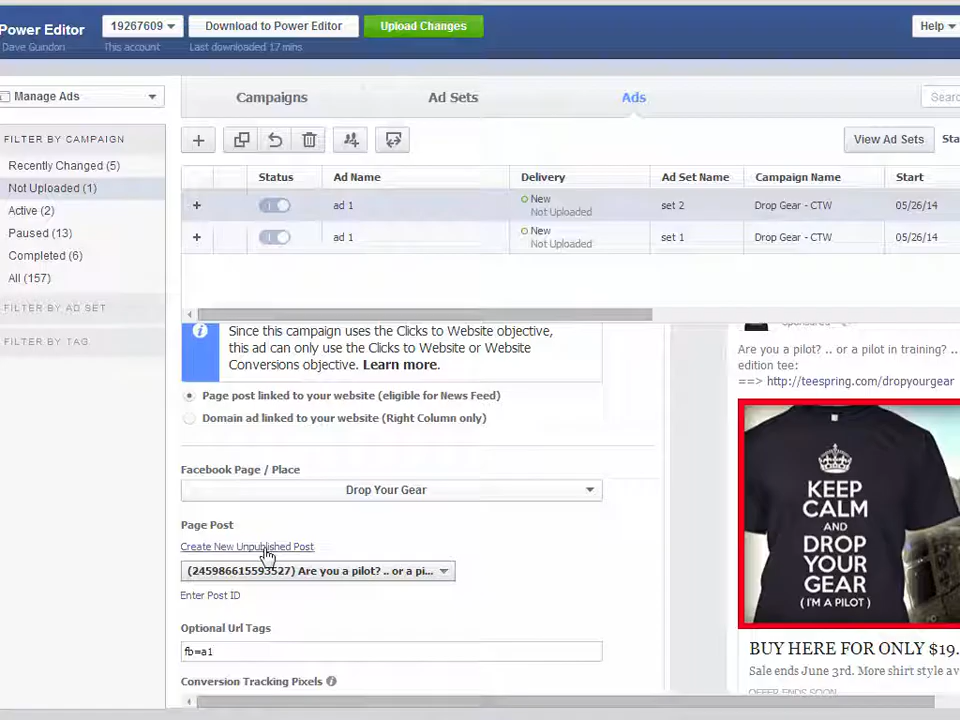 Power Editor
Dave Guindon
19267609
This account
Download to Power Editor
Last downloaded 17 mins
Upload Changes
Help
Manage Ads
Campaigns
Ad Sets
Ads
Sear
FILTER BY CAMPAIGN
Recently Changed (5)
Not Uploaded (1)
Active (2)
Paused (13)
Completed (6)
All (157)
FILTER BY AD SET
FILTER BY TAG
View Ad Sets
Sta
Status
Ad Name
Delivery
Ad Set Name
Campaign Name
Start
ad 1
New
Not Uploaded
set 2
Drop Gear - CTW
05/26/14
ad 1
New
Not Uploaded
set 1
Drop Gear - CTW
05/26/14
Since this campaign uses the Clicks to Website objective,
this ad can only use the Clicks to Website or Website
Conversions objective. Learn more.
Page post linked to your website (eligible for News Feed)
Domain ad linked to your website (Right Column only)
Facebook Page / Place
Drop Your Gear
Page Post
Create New Unpublished Post
(245986615593527) Are you a pilot? .. or a pi...
Enter Post ID
Optional Url Tags
fb=a1
Conversion Tracking Pixels
Sponsored
Are you a pilot? .. or a pilot in training? ..
edition tee:
==> http://teespring.com/dropyourgear
KEEP
CALM
AND
DROP
YOUR
GEAR
(I'M A PILOT)
BUY HERE FOR ONLY $19.
Sale ends June 3rd. More shirt style av
OFFER ENDS SOON